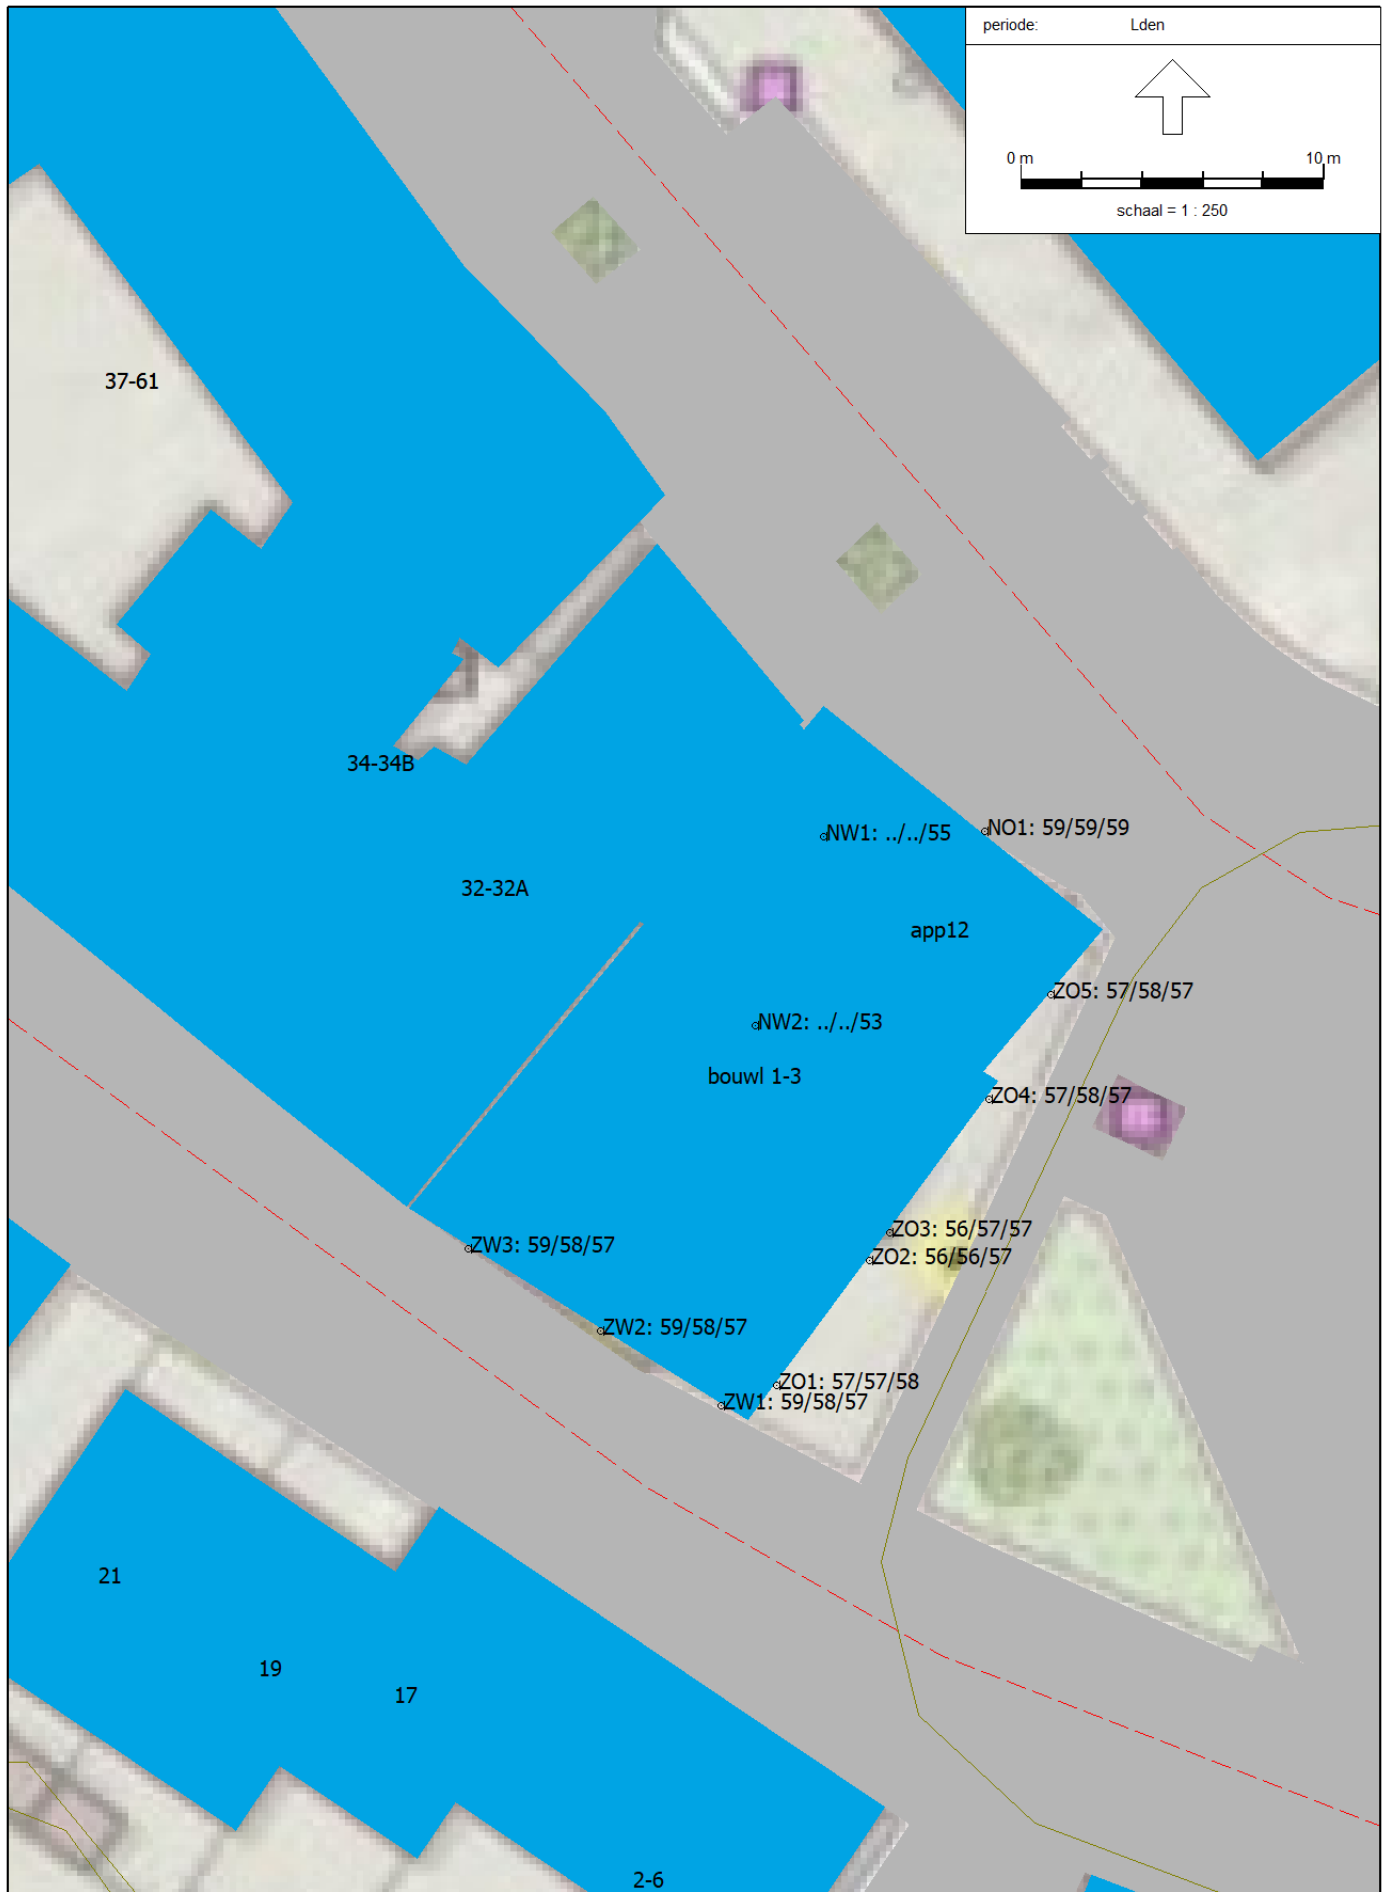 periode: Lden
0 m 10 m
schaal = 1 : 250
37-61
34-34B
NW1: ../../55
NO1: 59/59/59
32-32A
app12
ZO5: 57/58/57
NW2: ../../53
bouwl 1-3
ZO4: 57/58/57
ZO3: 56/57/57
ZW3: 59/58/57
ZO2: 56/56/57
ZW2: 59/58/57
ZO1: 57/57/58
ZW1: 59/58/57
21
19
17
2-6